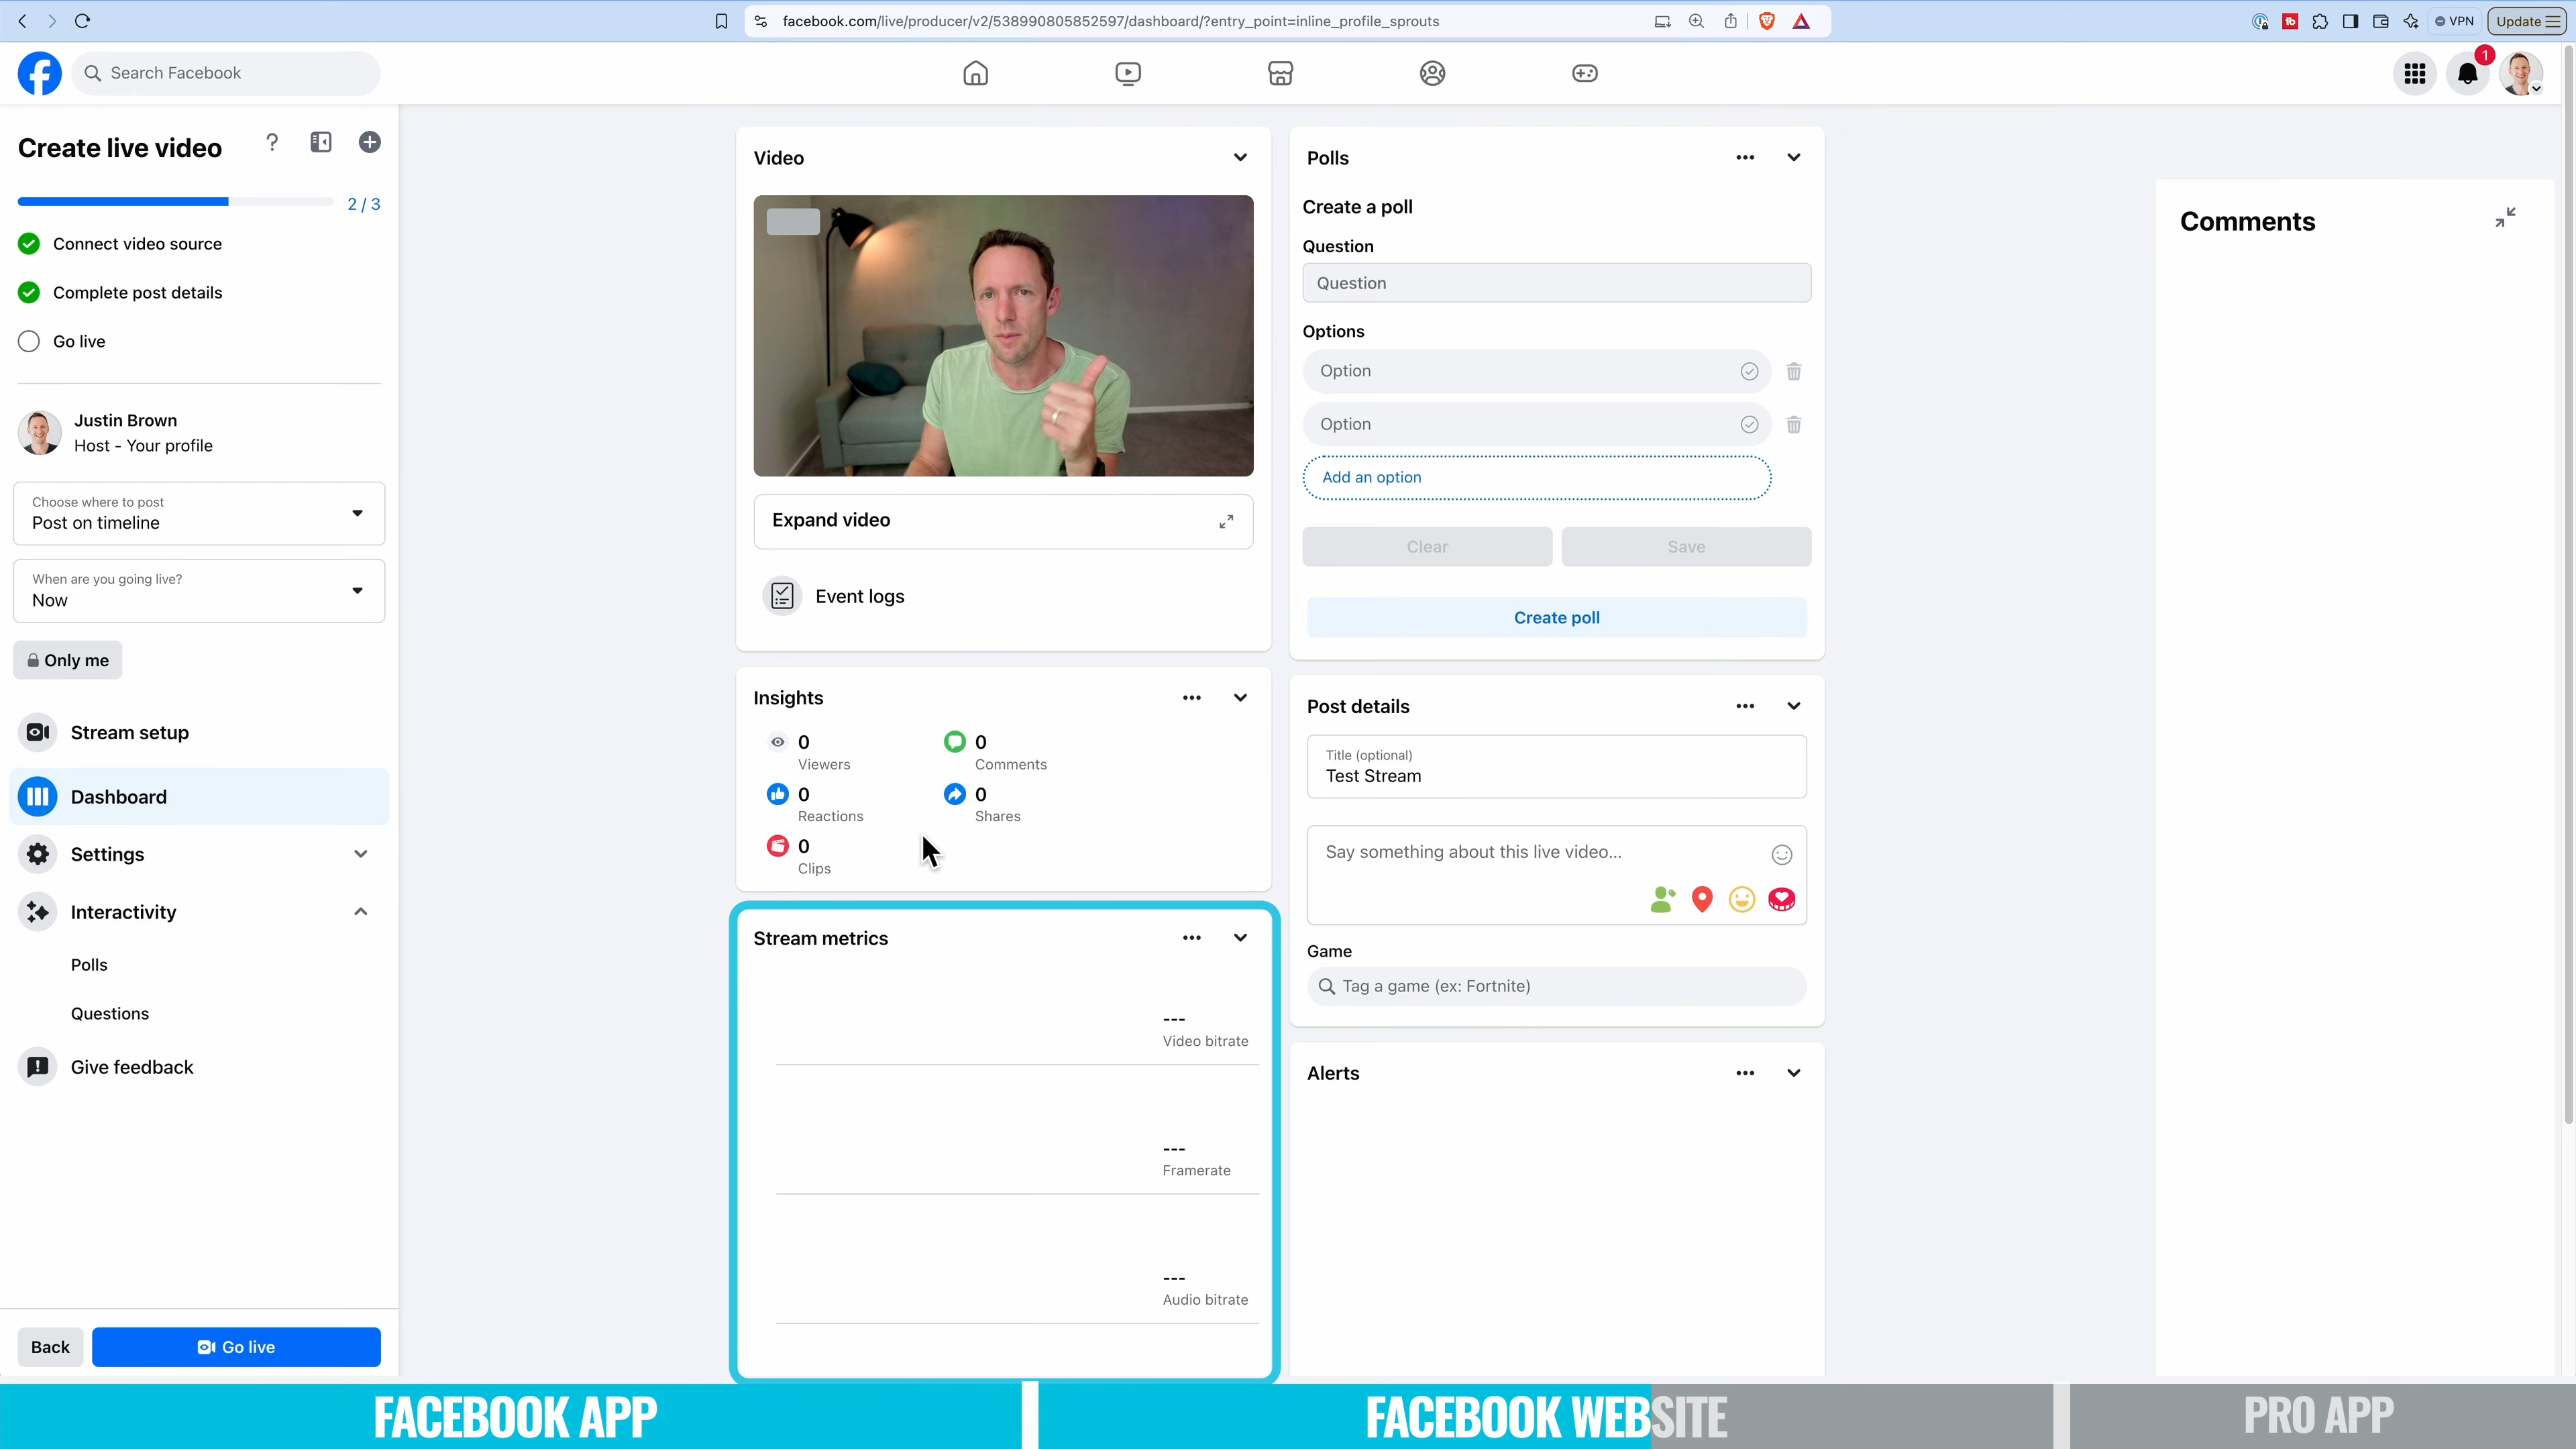 facebook.com/live/producer/v2/538990805852597/dashboard/?entry_point=inline_profile_sprouts
VPN
Update
Search Facebook
1
Create live video
?
2 / 3
Connect video source
Complete post details
Go live
Justin Brown
Host - Your profile
Choose where to post
Post on timeline
When are you going live?
Now
Only me
Stream setup
Dashboard
Settings
Interactivity
Polls
Questions
Give feedback
Back
Go live
Video
Expand video
Event logs
Insights
0
Viewers
0
Comments
0
Reactions
0
Shares
0
Clips
Stream metrics
---
Video bitrate
---
Framerate
---
Audio bitrate
Polls
Create a poll
Question
Question
Options
Option
Option
Add an option
Clear
Save
Create poll
Post details
Title (optional)
Test Stream
Say something about this live video...
Game
Tag a game (ex: Fortnite)
Alerts
Comments
FACEBOOK APP
FACEBOOK WEBSITE
PRO APP